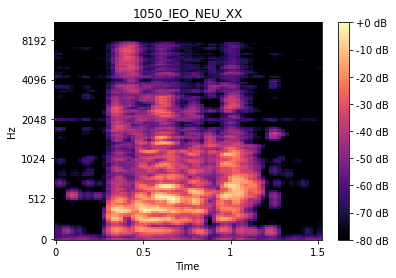 1050_IEO_NEU_XX
+0 dB
8192
-10 dB
4096
-20 dB
-30 dB
2048
Hz
-40 dB
1024
-50 dB
512
-60 dB
-70 dB
0
-80 dB
0
0.5
1
1.5
Time